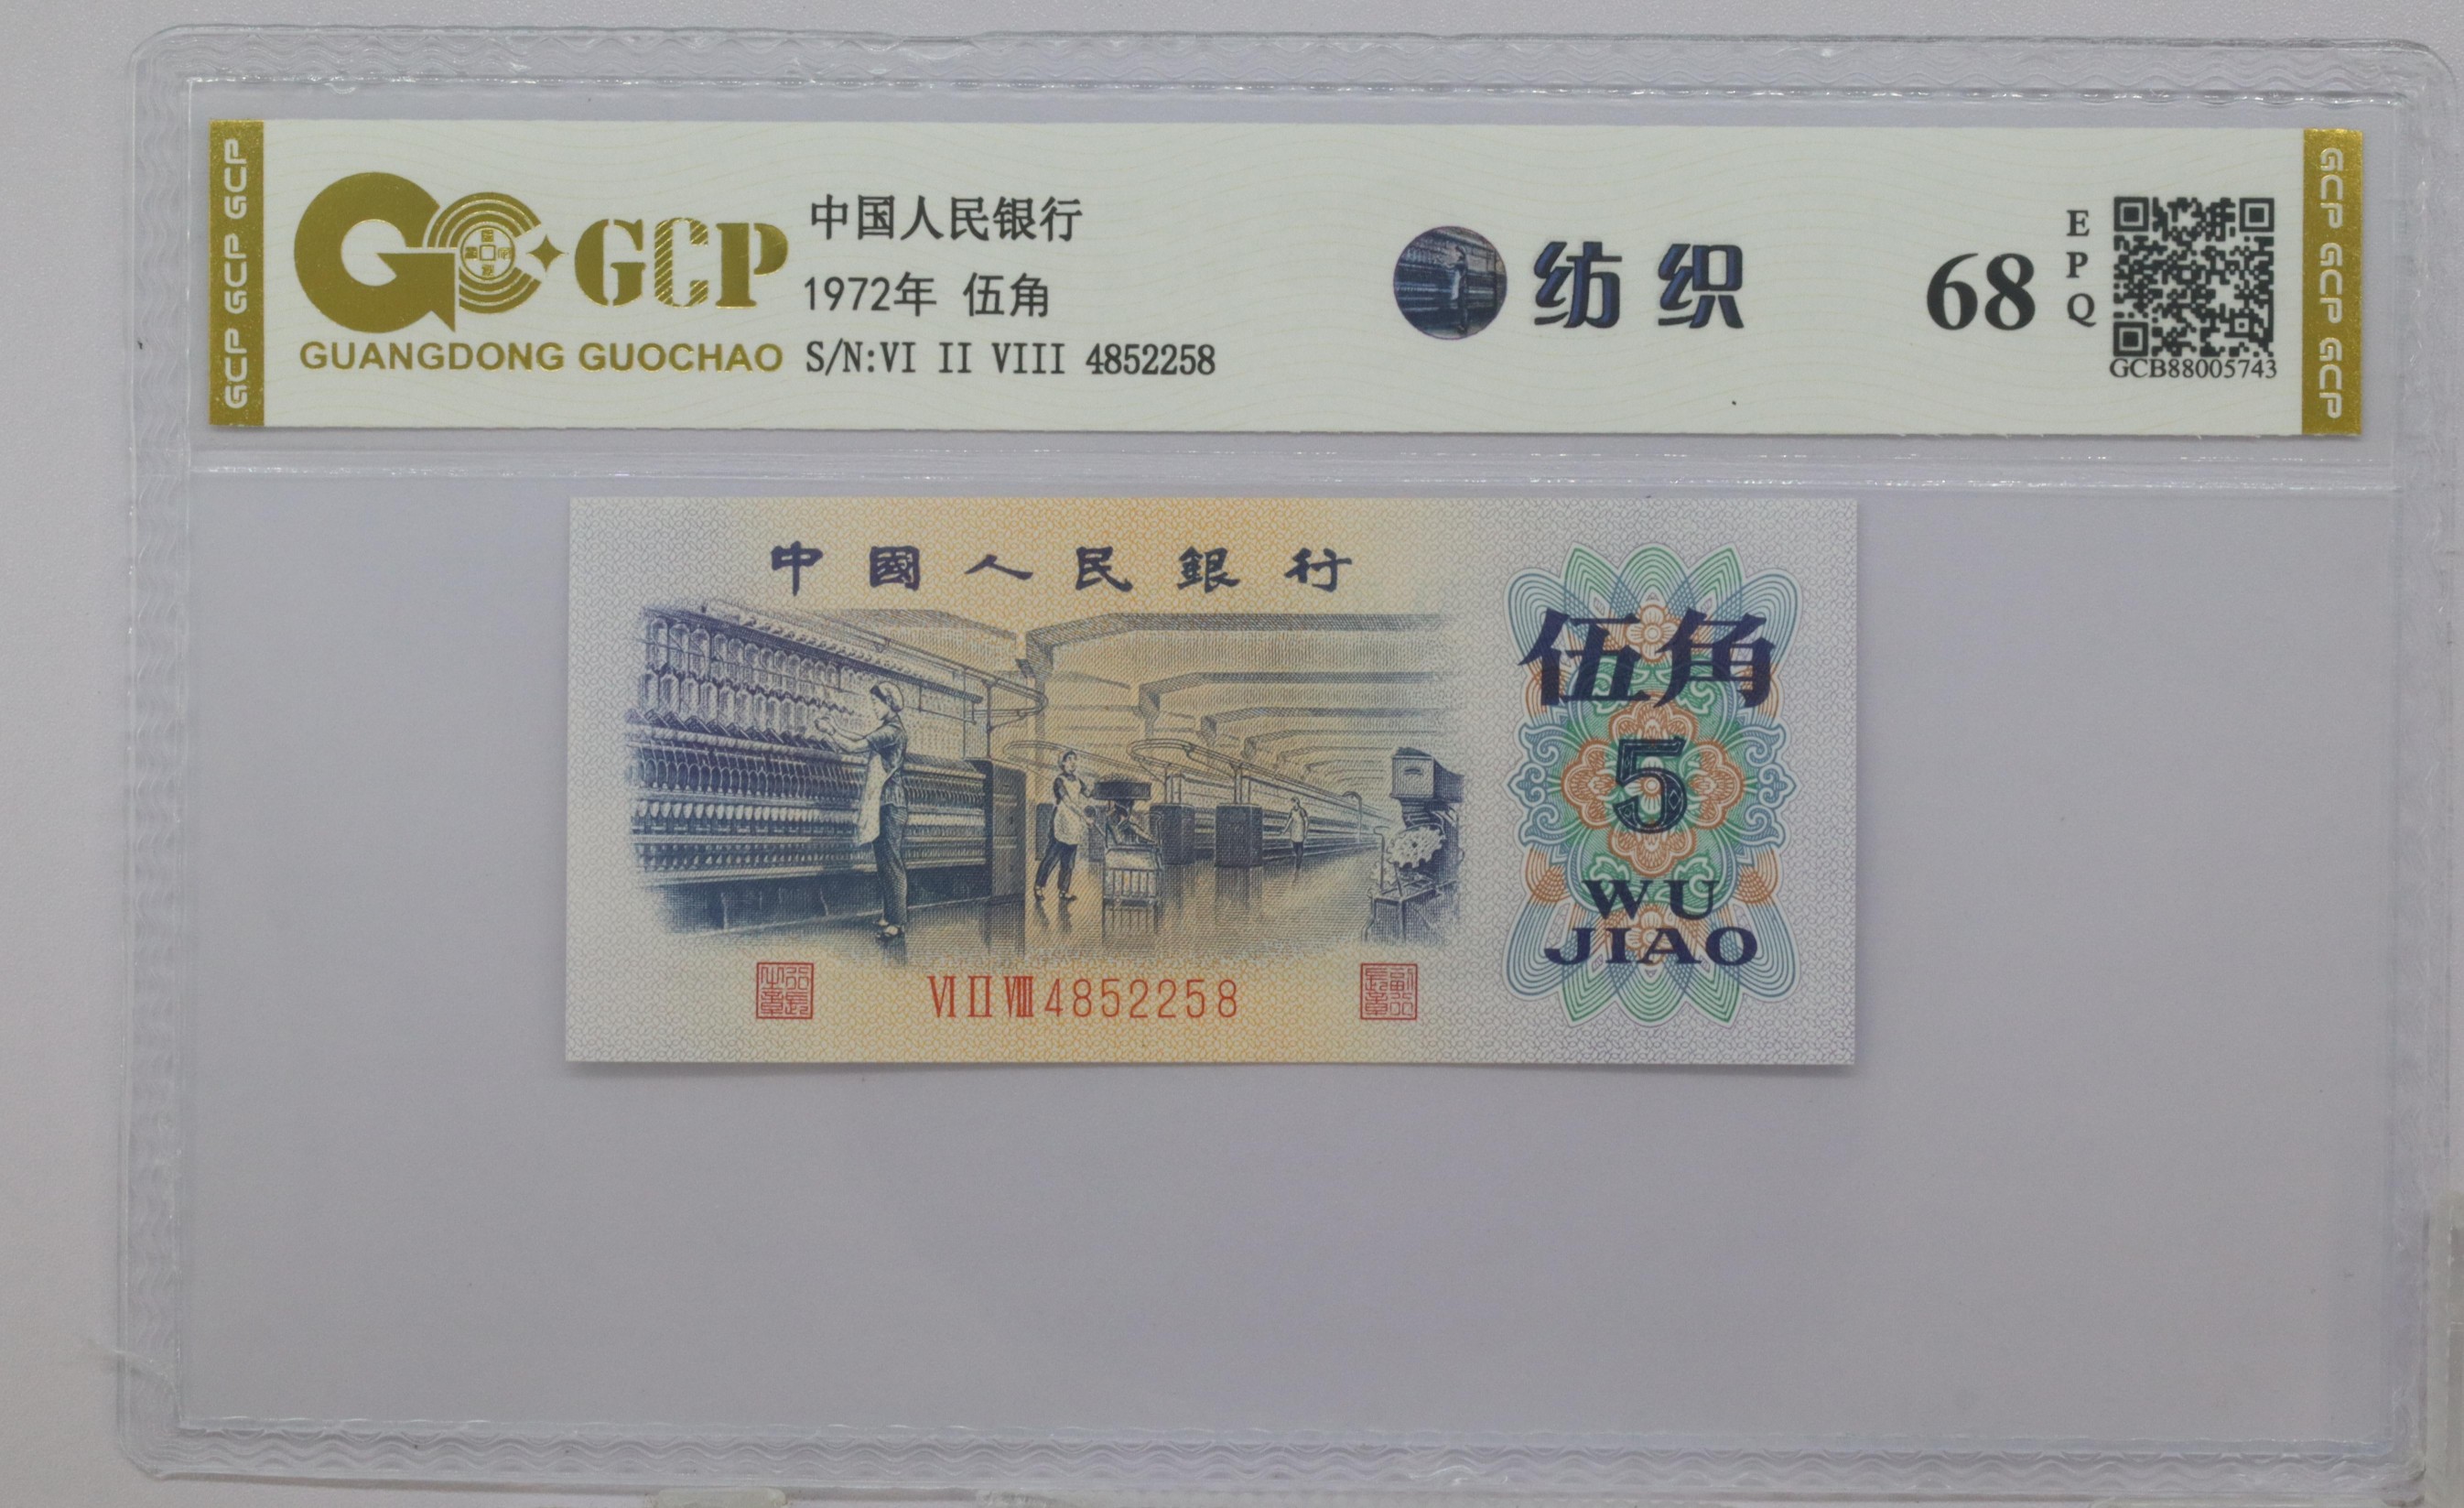 GCP GCP GCP
GCP
GUANGDONG GUOCHAO
中国人民银行
1972年 伍角
S/N:VI II VIII 4852258
纺织
68
EPQ
GCB88005743
GCP GCP GCP
中國人民銀行
伍角
5
WU
JIAO
VI II VIII 4852258